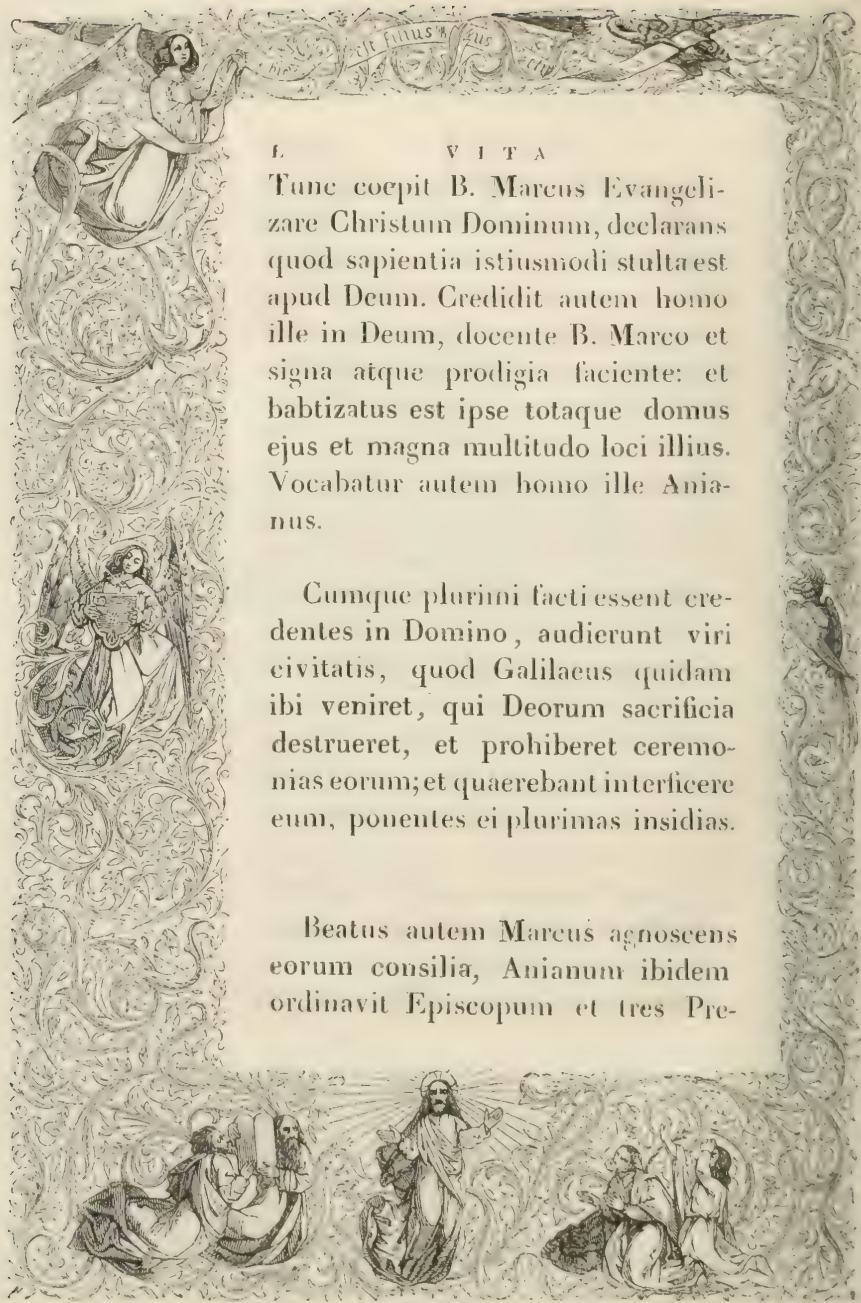 est filius
L VITA
Tunc coepit B. Marcus Evangeli-
zare Christum Dominum, declarans
quod sapientia istiusmodi stulta est
apud Deum. Credidit autem homo
ille in Deum, docente B. Marco et
signa atque prodigia faciente: et
babtizatus est ipse totaque domus
ejus et magna multitudo loci illius.
Vocabatur autem homo ille Ania-
nus.
Cumque plurimi facti essent cre-
dentes in Domino, audierunt viri
civitatis, quod Galilaeus quidam
ibi veniret, qui Deorum sacrificia
destrueret, et prohiberet ceremo-
nias eorum; et quaerebant interficere
eum, ponentes ei plurimas insidias.
Beatus autem Marcus agnoscens
eorum consilia, Anianum ibidem
ordinavit Episcopum et tres Pre-